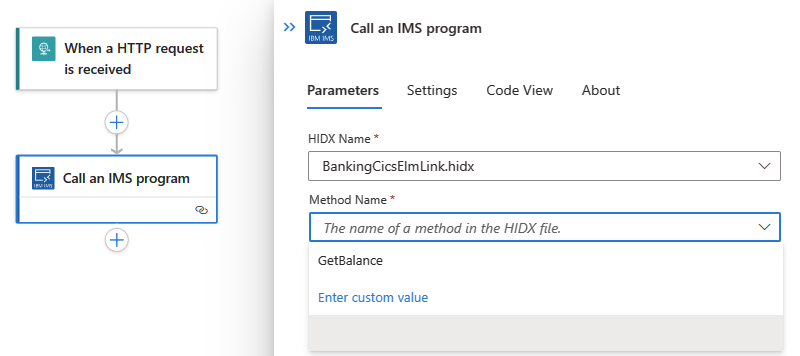 When a HTTP request
is received
IBM IMS
Call an IMS program
IBM IMS
Call an IMS program
Parameters
Settings
Code View
About
HIDX Name *
BankingCicsElmLink.hidx
Method Name *
The name of a method in the HIDX file.
GetBalance
Enter custom value